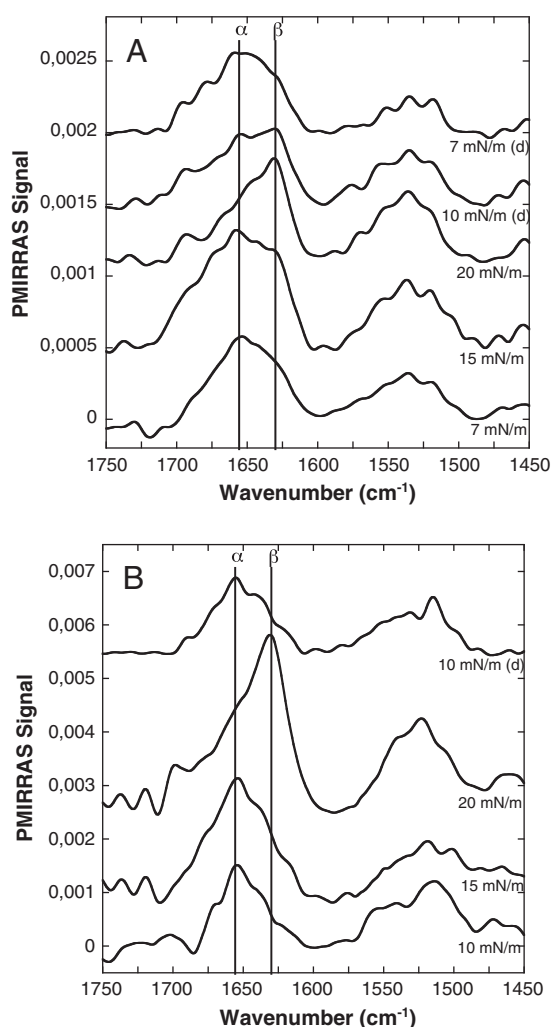 A
α β
0,0025
0,002
0,0015
0,001
0,0005
0
PMIRRAS Signal
7 mN/m (d)
10 mN/m (d)
20 mN/m
15 mN/m
7 mN/m
1750 1700 1650 1600 1550 1500 1450
Wavenumber (cm-1)
B
α β
0,007
0,006
0,005
0,004
0,003
0,002
0,001
0
PMIRRAS Signal
10 mN/m (d)
20 mN/m
15 mN/m
10 mN/m
1750 1700 1650 1600 1550 1500 1450
Wavenumber (cm-1)